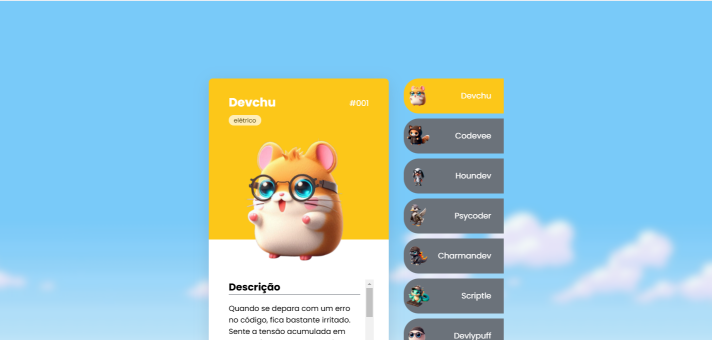 Devchu
#001
elétrico
Descrição
Quando se depara com um erro
no código, fica bastante irritado.
Sente a tensão acumulada em
Devchu
Codevee
Houndev
Psycoder
Charmandev
Scriptle
Devlypuff